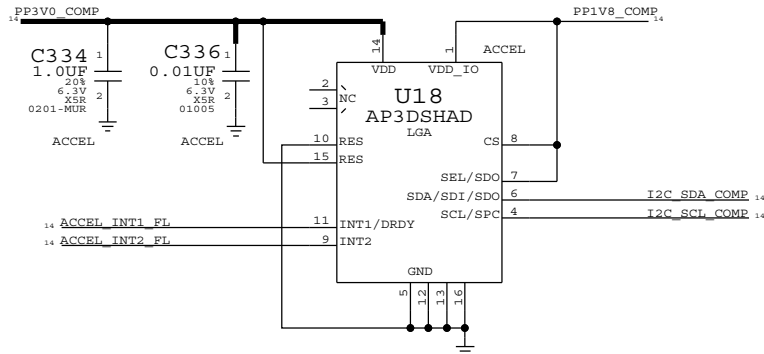 PP3V0_COMP
14
PP1V8_COMP
14
C334
1
1.0UF
20%
6.3V
X5R
2
0201-MUR
ACCEL
C336
1
0.01UF
10%
6.3V
X5R
2
01005
ACCEL
14
1
ACCEL
VDD
VDD_IO
2
NC
3
U18
AP3DSHAD
LGA
10 RES
15 RES
CS 8
SEL/SDO 7
SDA/SDI/SDO 6 I2C_SDA_COMP 14
SCL/SPC 4 I2C_SCL_COMP 14
14 ACCEL_INT1_FL 11 INT1/DRDY
14 ACCEL_INT2_FL 9 INT2
GND
5
12
13
16